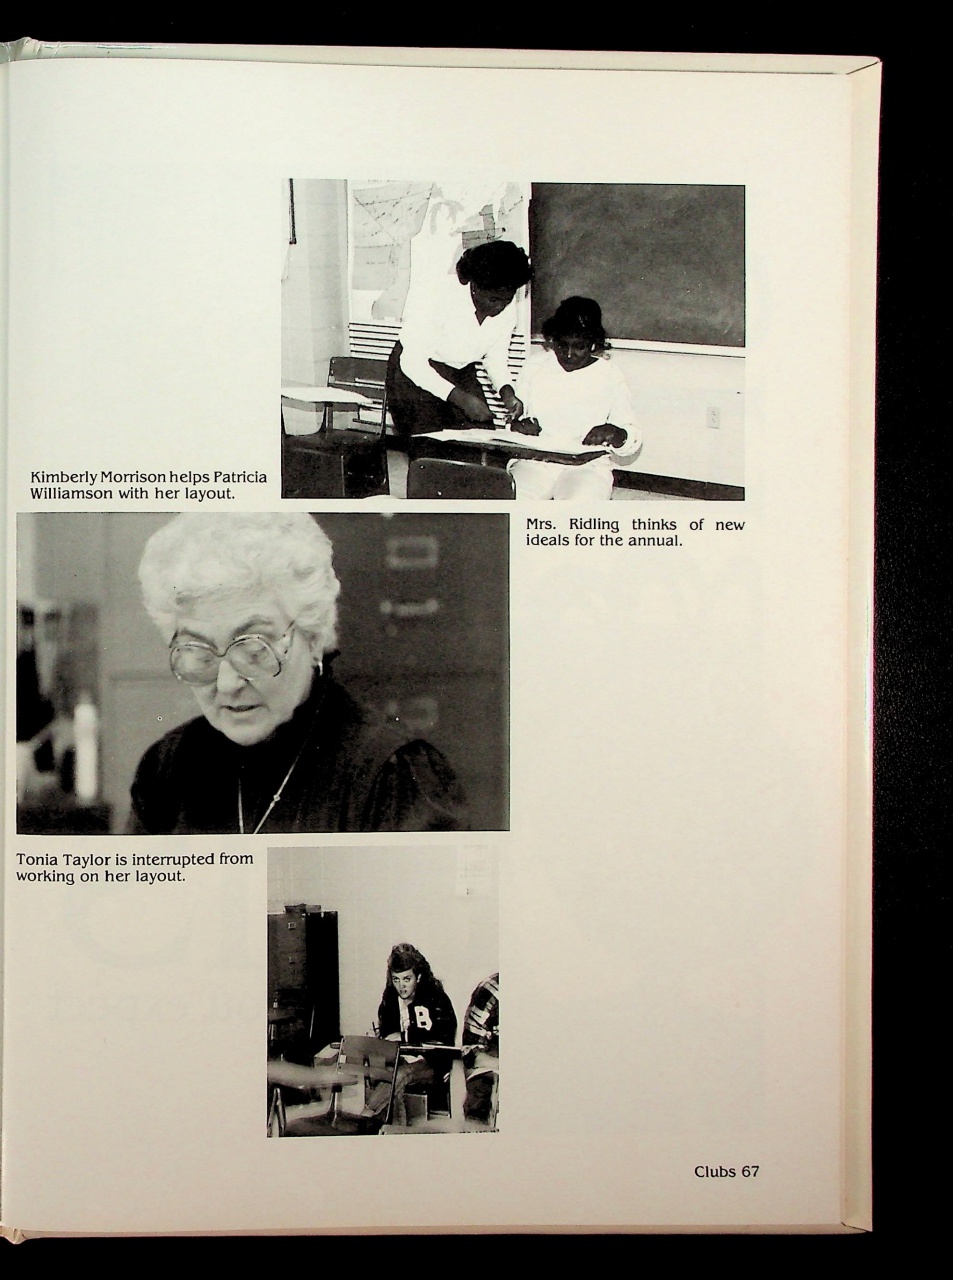 Kimberly Morrison helps Patricia
Williamson with her layout.
Mrs. Ridling thinks of new
ideals for the annual.
Tonia Taylor is interrupted from
working on her layout.
B
Clubs 67